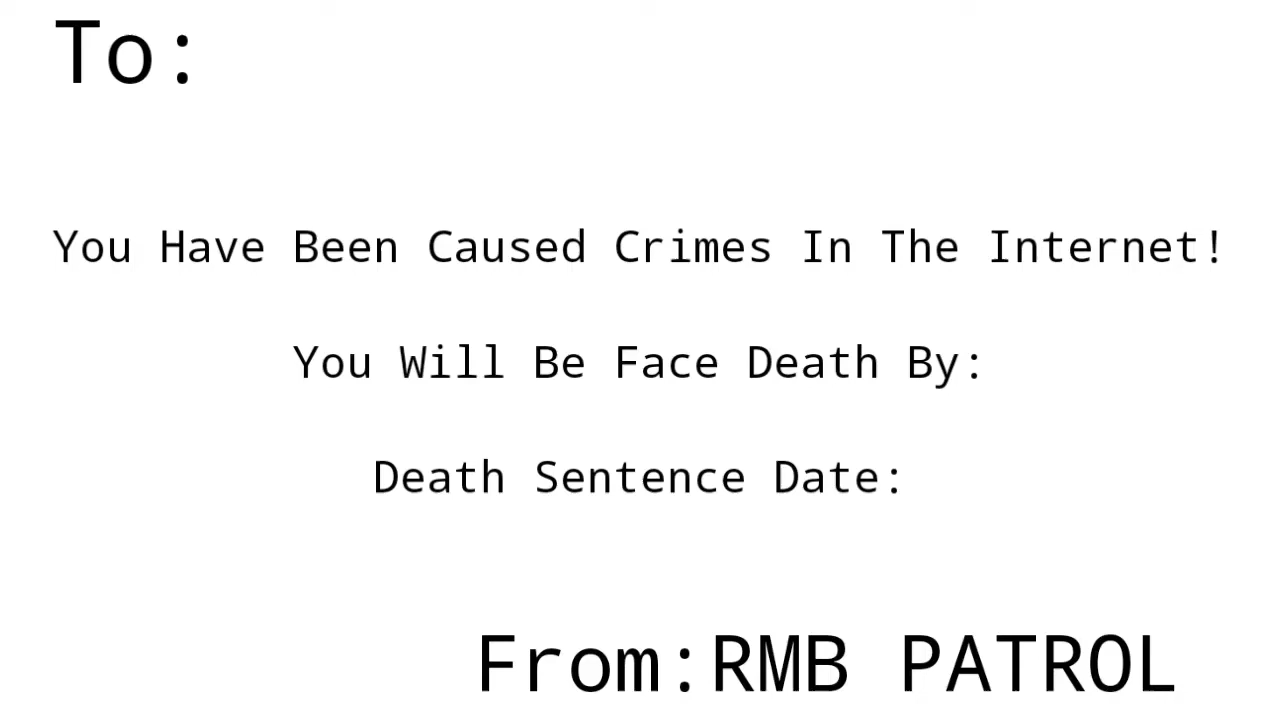 To:
You Have Been Caused Crimes In The Internet!
You Will Be Face Death By:
Death Sentence Date:
From:RMB PATROL